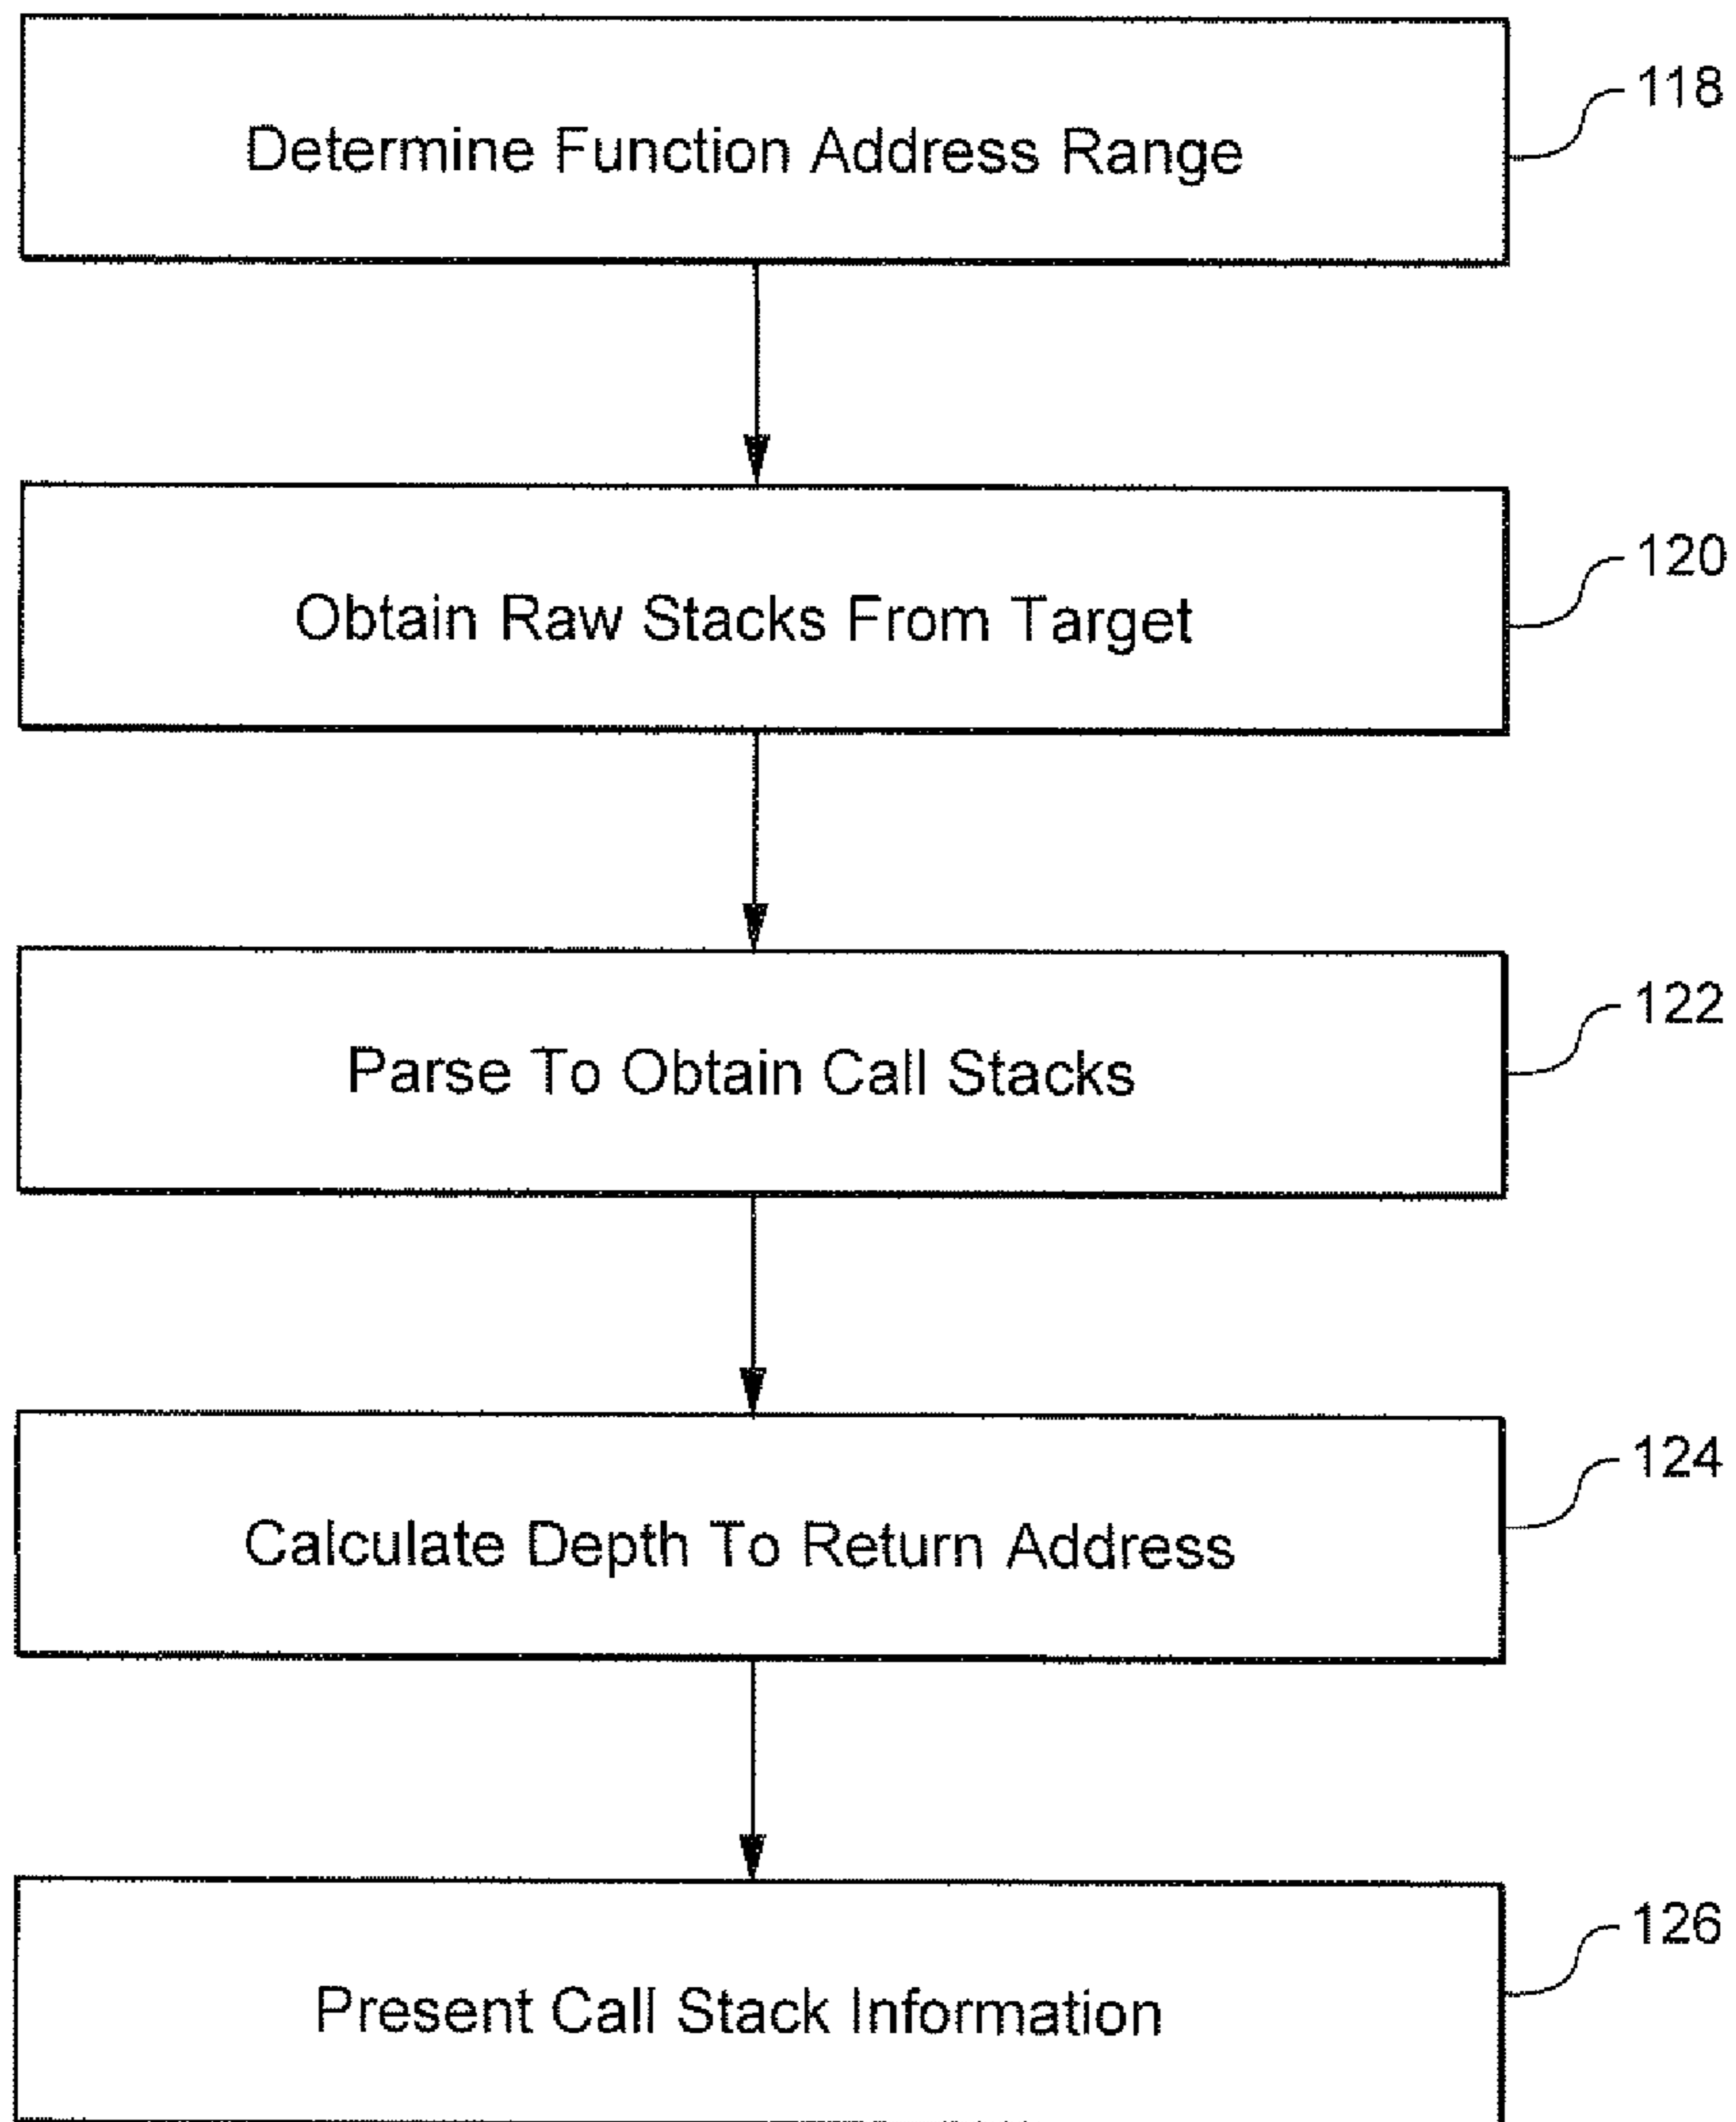 Determine Function Address Range
118
Obtain Raw Stacks From Target
120
Parse To Obtain Call Stacks
122
Calculate Depth To Return Address
124
Present Call Stack Information
126